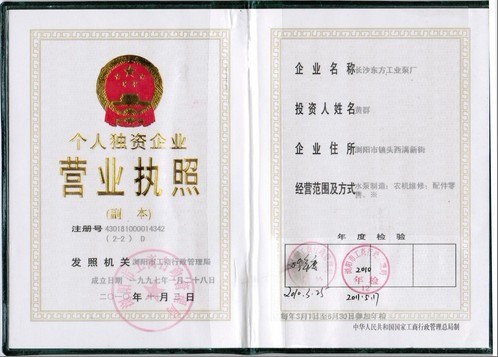 个人独资企业
营业执照
(副 本)
注册号 430181000014342
(2-2) D
发照机关 浏阳市工商行政管理局
成立日期 一九九七年一月二十八日
企业名称 长沙东方工业泵厂
投资人姓名 黄群
企业住所 浏阳市镇头西满新街
经营范围及方式 水泵制造；农机维修；配件零
售。※
年度检验
2010
年检
2010.5.25
2011.5.17
每年3月1日至6月30日参加年检
中华人民共和国国家工商行政管理总局制